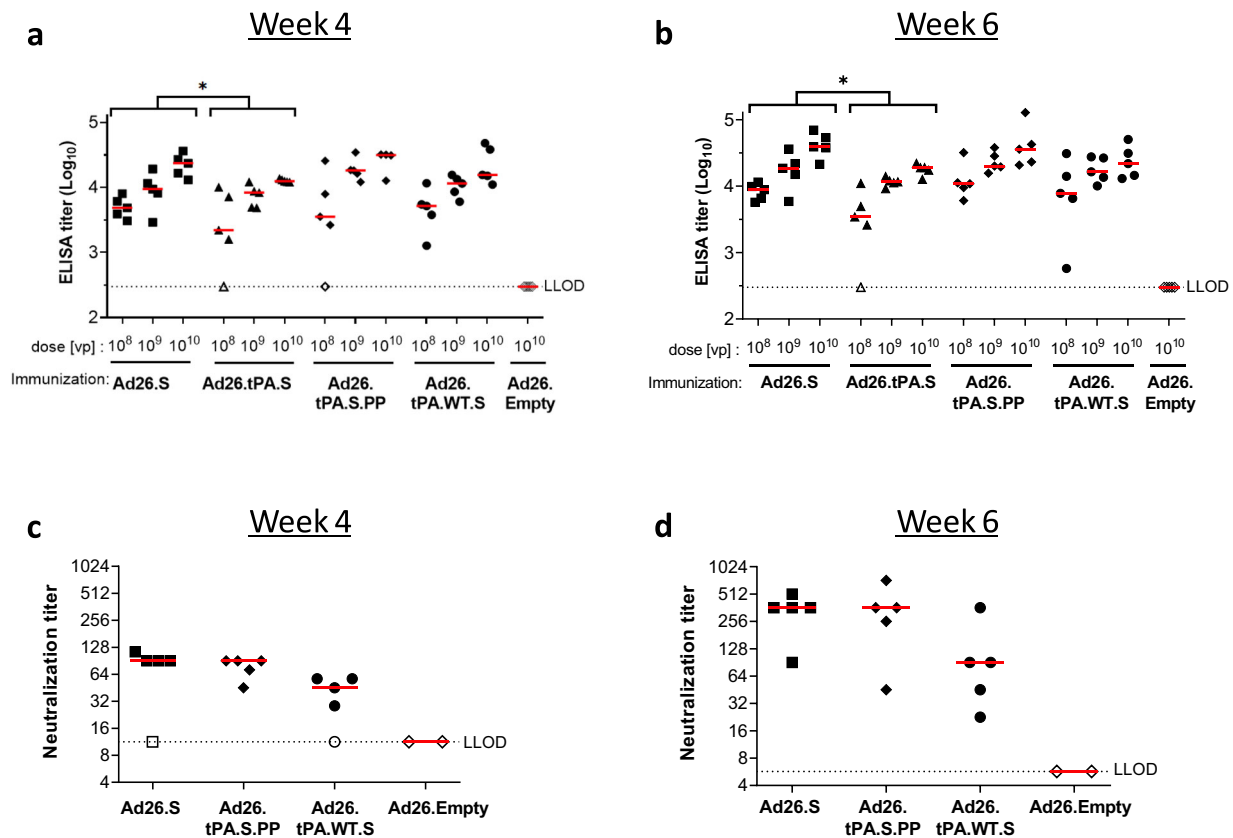 a
Week 4
*
ELISA titer (Log10)
5
4
3
2
LLOD
dose [vp] : 10^8 10^9 10^10 10^8 10^9 10^10 10^8 10^9 10^10 10^8 10^9 10^10 10^10
Immunization: Ad26.S Ad26.tPA.S Ad26. Ad26. Ad26.
tPA.S.PP tPA.WT.S Empty
b
Week 6
*
ELISA titer (Log10)
5
4
3
2
LLOD
dose [vp] : 10^8 10^9 10^10 10^8 10^9 10^10 10^8 10^9 10^10 10^8 10^9 10^10 10^10
Immunization: Ad26.S Ad26.tPA.S Ad26. Ad26. Ad26.
tPA.S.PP tPA.WT.S Empty
c
Week 4
Neutralization titer
1024
512
256
128
64
32
16
8
4
LLOD
Ad26.S Ad26. Ad26. Ad26.Empty
tPA.S.PP tPA.WT.S
d
Week 6
Neutralization titer
1024
512
256
128
64
32
16
8
4
LLOD
Ad26.S Ad26. Ad26. Ad26.Empty
tPA.S.PP tPA.WT.S